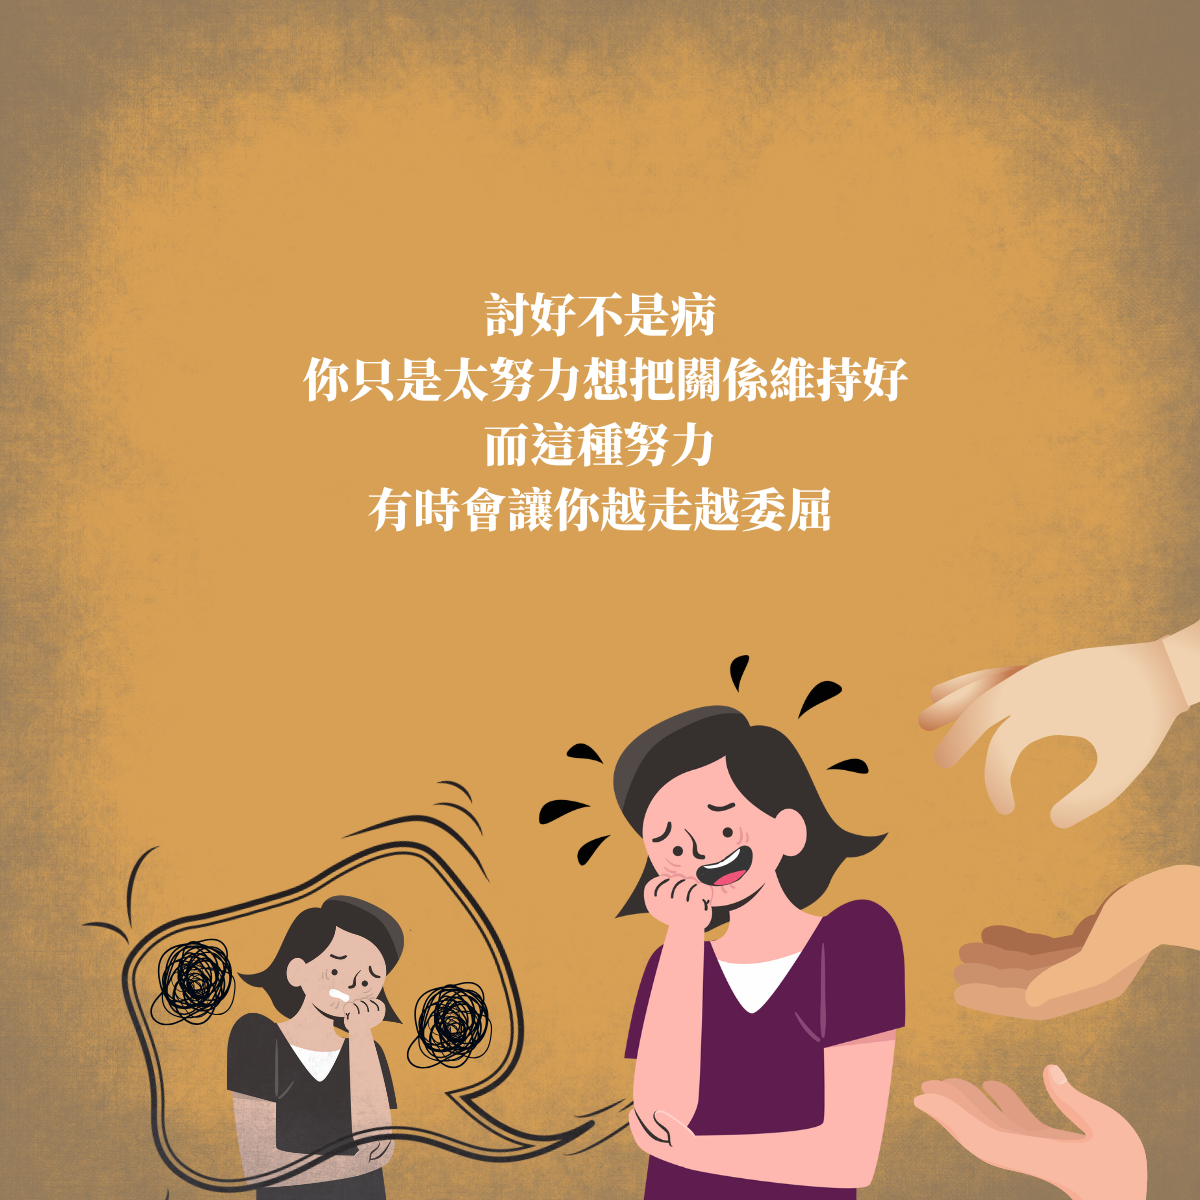 討好不是病
你只是太努力想把關係維持好
而這種努力
有時會讓你越走越委屈